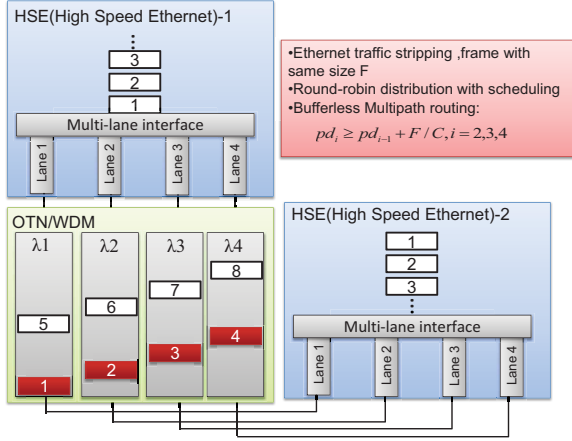 HSE(High Speed Ethernet)-1
3
2
1
Multi-lane interface
Lane 1
Lane 2
Lane 3
Lane 4
•Ethernet traffic stripping ,frame with
same size F
•Round-robin distribution with scheduling
•Bufferless Multipath routing:
pd_i ≥ pd_{i-1} + F / C, i = 2,3,4
OTN/WDM
λ1
λ2
λ3
λ4
5
6
7
8
1
2
3
4
HSE(High Speed Ethernet)-2
1
2
3
Multi-lane interface
Lane 1
Lane 2
Lane 3
Lane 4